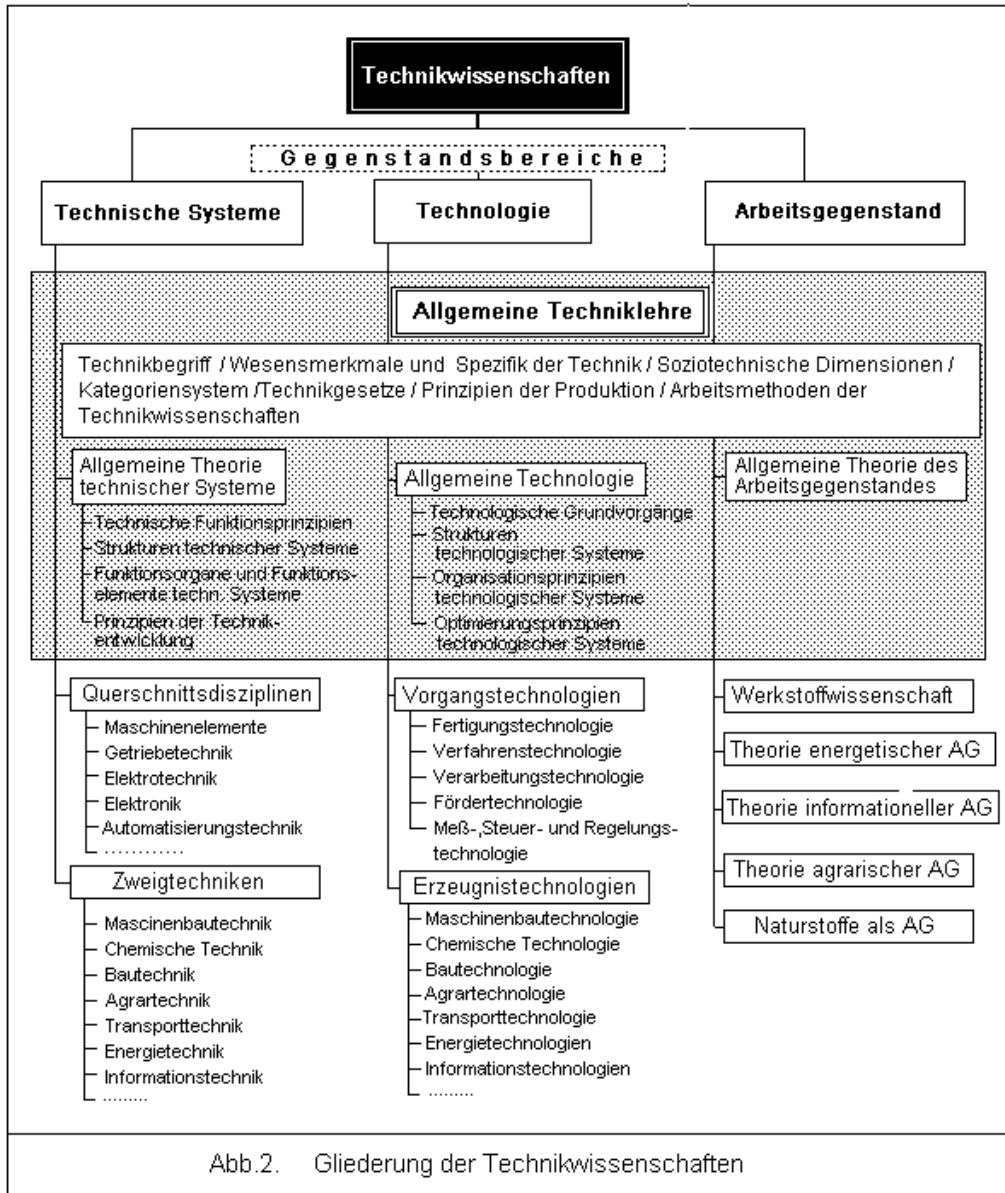 Technikwissenschaften
Gegenstandsbereiche
Technische Systeme
Technologie
Arbeitsgegenstand
Allgemeine Techniklehre
Technikbegriff / Wesensmerkmale und Spezifik der Technik / Soziotechnische Dimensionen /
Kategoriensystem /Technikgesetze / Prinzipien der Produktion / Arbeitsmethoden der
Technikwissenschaften
Allgemeine Theorie
technischer Systeme
Technische Funktionsprinzipien
Strukturen technischer Systeme
Funktionsorgane und Funktions-
elemente techn. Systeme
Prinzipien der Technik-
entwicklung
Allgemeine Technologie
Technologische Grundvorgänge
Strukturen
technologischer Systeme
Organisationsprinzipien
technologischer Systeme
Optimierungsprinzipien
technologischer Systeme
Allgemeine Theorie des
Arbeitsgegenstandes
Querschnittsdisziplinen
Maschinenelemente
Getriebetechnik
Elektrotechnik
Elektronik
Automatisierungstechnik
............
Zweigtechniken
Mascinenbautechnik
Chemische Technik
Bautechnik
Agrartechnik
Transporttechnik
Energietechnik
Informationstechnik
.........
Vorgangstechnologien
Fertigungstechnologie
Verfahrenstechnologie
Verarbeitungstechnologie
Fördertechnologie
Meß-,Steuer- und Regelungs-
technologie
Erzeugnistechnologien
Maschinenbautechnologie
Chemische Technologie
Bautechnologie
Agrartechnologie
Transporttechnologie
Energietechnologien
Informationstechnologien
.........
Werkstoffwissenschaft
Theorie energetischer AG
Theorie informationeller AG
Theorie agrarischer AG
Naturstoffe als AG
Abb.2. Gliederung der Technikwissenschaften